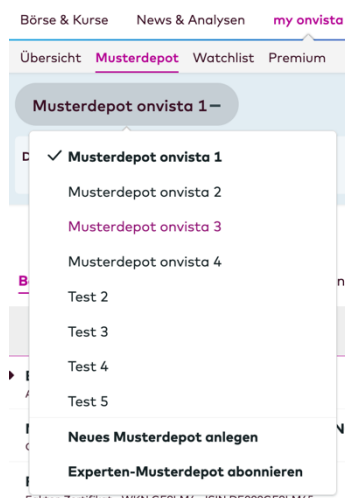 Börse & Kurse News & Analysen my onvista
Übersicht Musterdepot Watchlist Premium
Musterdepot onvista 1
Musterdepot onvista 1
Musterdepot onvista 2
Musterdepot onvista 3
Musterdepot onvista 4
Test 2
Test 3
Test 4
Test 5
Neues Musterdepot anlegen
Experten-Musterdepot abonnieren